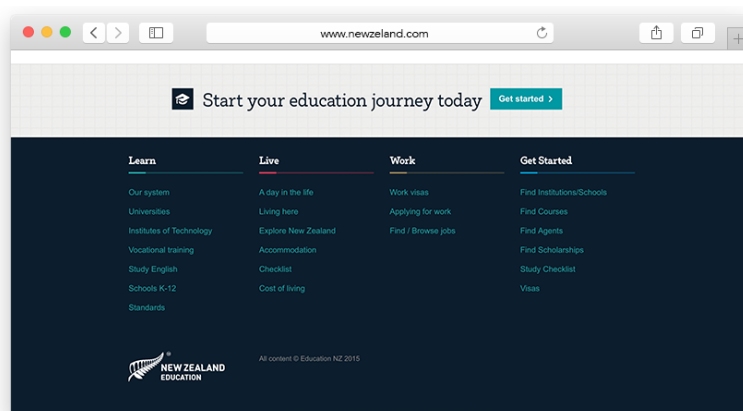 www.newzeland.com
Start your education journey today
Get started
Learn
Our system
Universities
Institutes of Technology
Vocational training
Study English
Schools K-12
Standards
Live
A day in the life
Living here
Explore New Zealand
Accommodation
Checklist
Cost of living
Work
Work visas
Applying for work
Find / Browse jobs
Get Started
Find Institutions/Schools
Find Courses
Find Agents
Find Scholarships
Study Checklist
Visas
NEW ZEALAND
EDUCATION
All content © Education NZ 2015